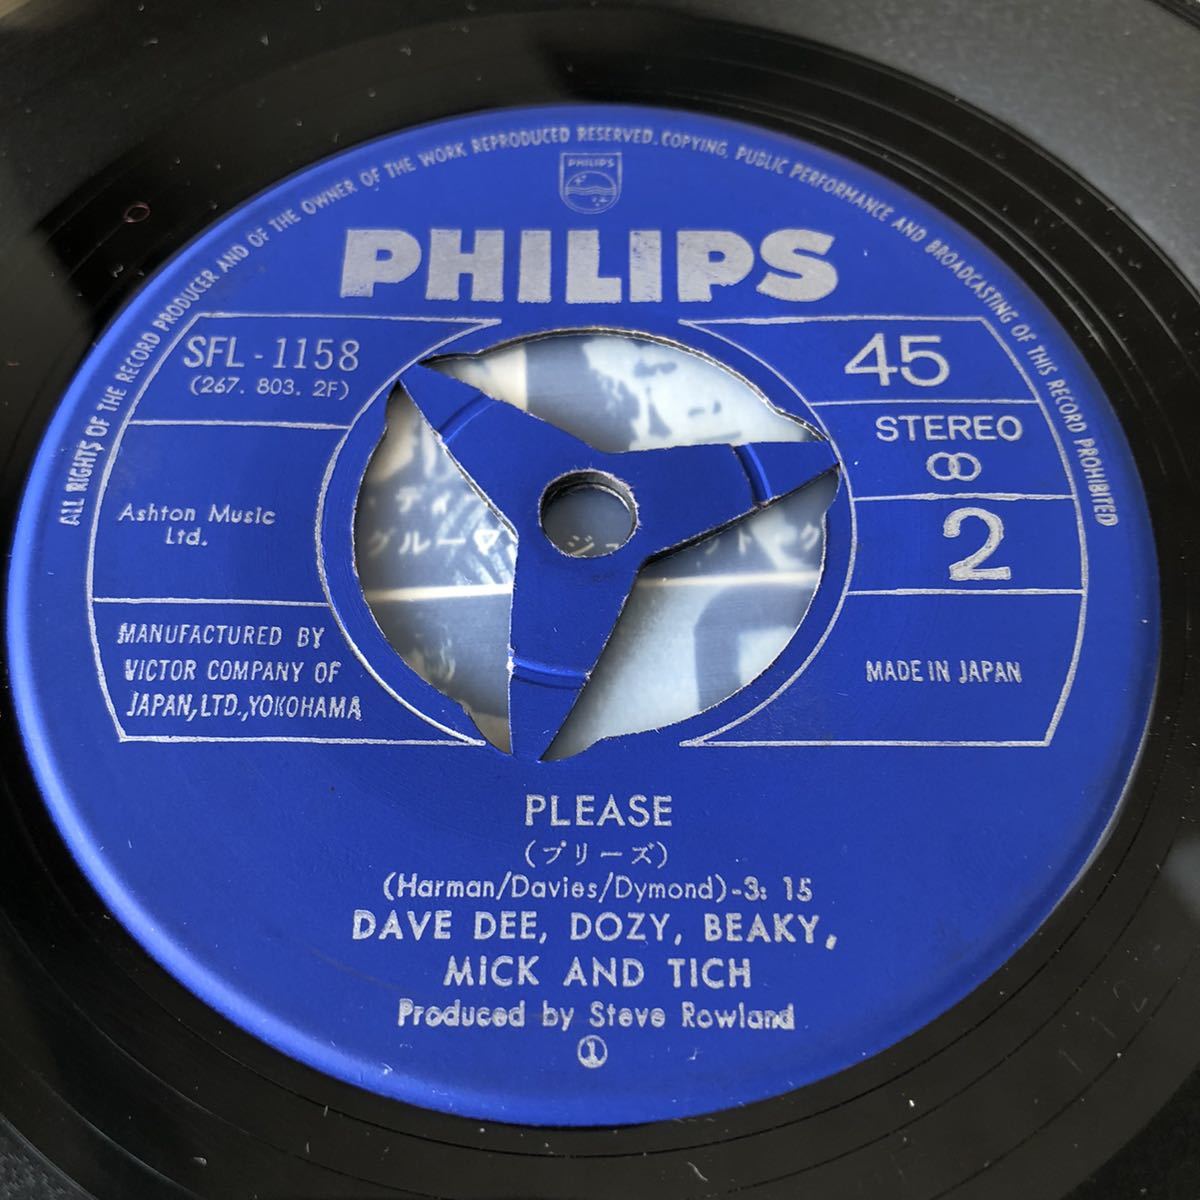 ALL RIGHTS OF THE RECORD PRODUCER AND OF THE OWNER OF THE WORK REPRODUCED RESERVED. COPYING, PUBLIC PERFORMANCE AND BROADCASTING OF THIS RECORD PROHIBITED
PHILIPS
PHILIPS
SFL-1158
(267. 803. 2F)
45
STEREO
2
Ashton Music
Ltd.
MANUFACTURED BY
VICTOR COMPANY OF
JAPAN, LTD., YOKOHAMA
MADE IN JAPAN
PLEASE
(プリーズ)
(Harman/Davies/Dymond)-3: 15
DAVE DEE, DOZY, BEAKY,
MICK AND TICH
Produced by Steve Rowland
①